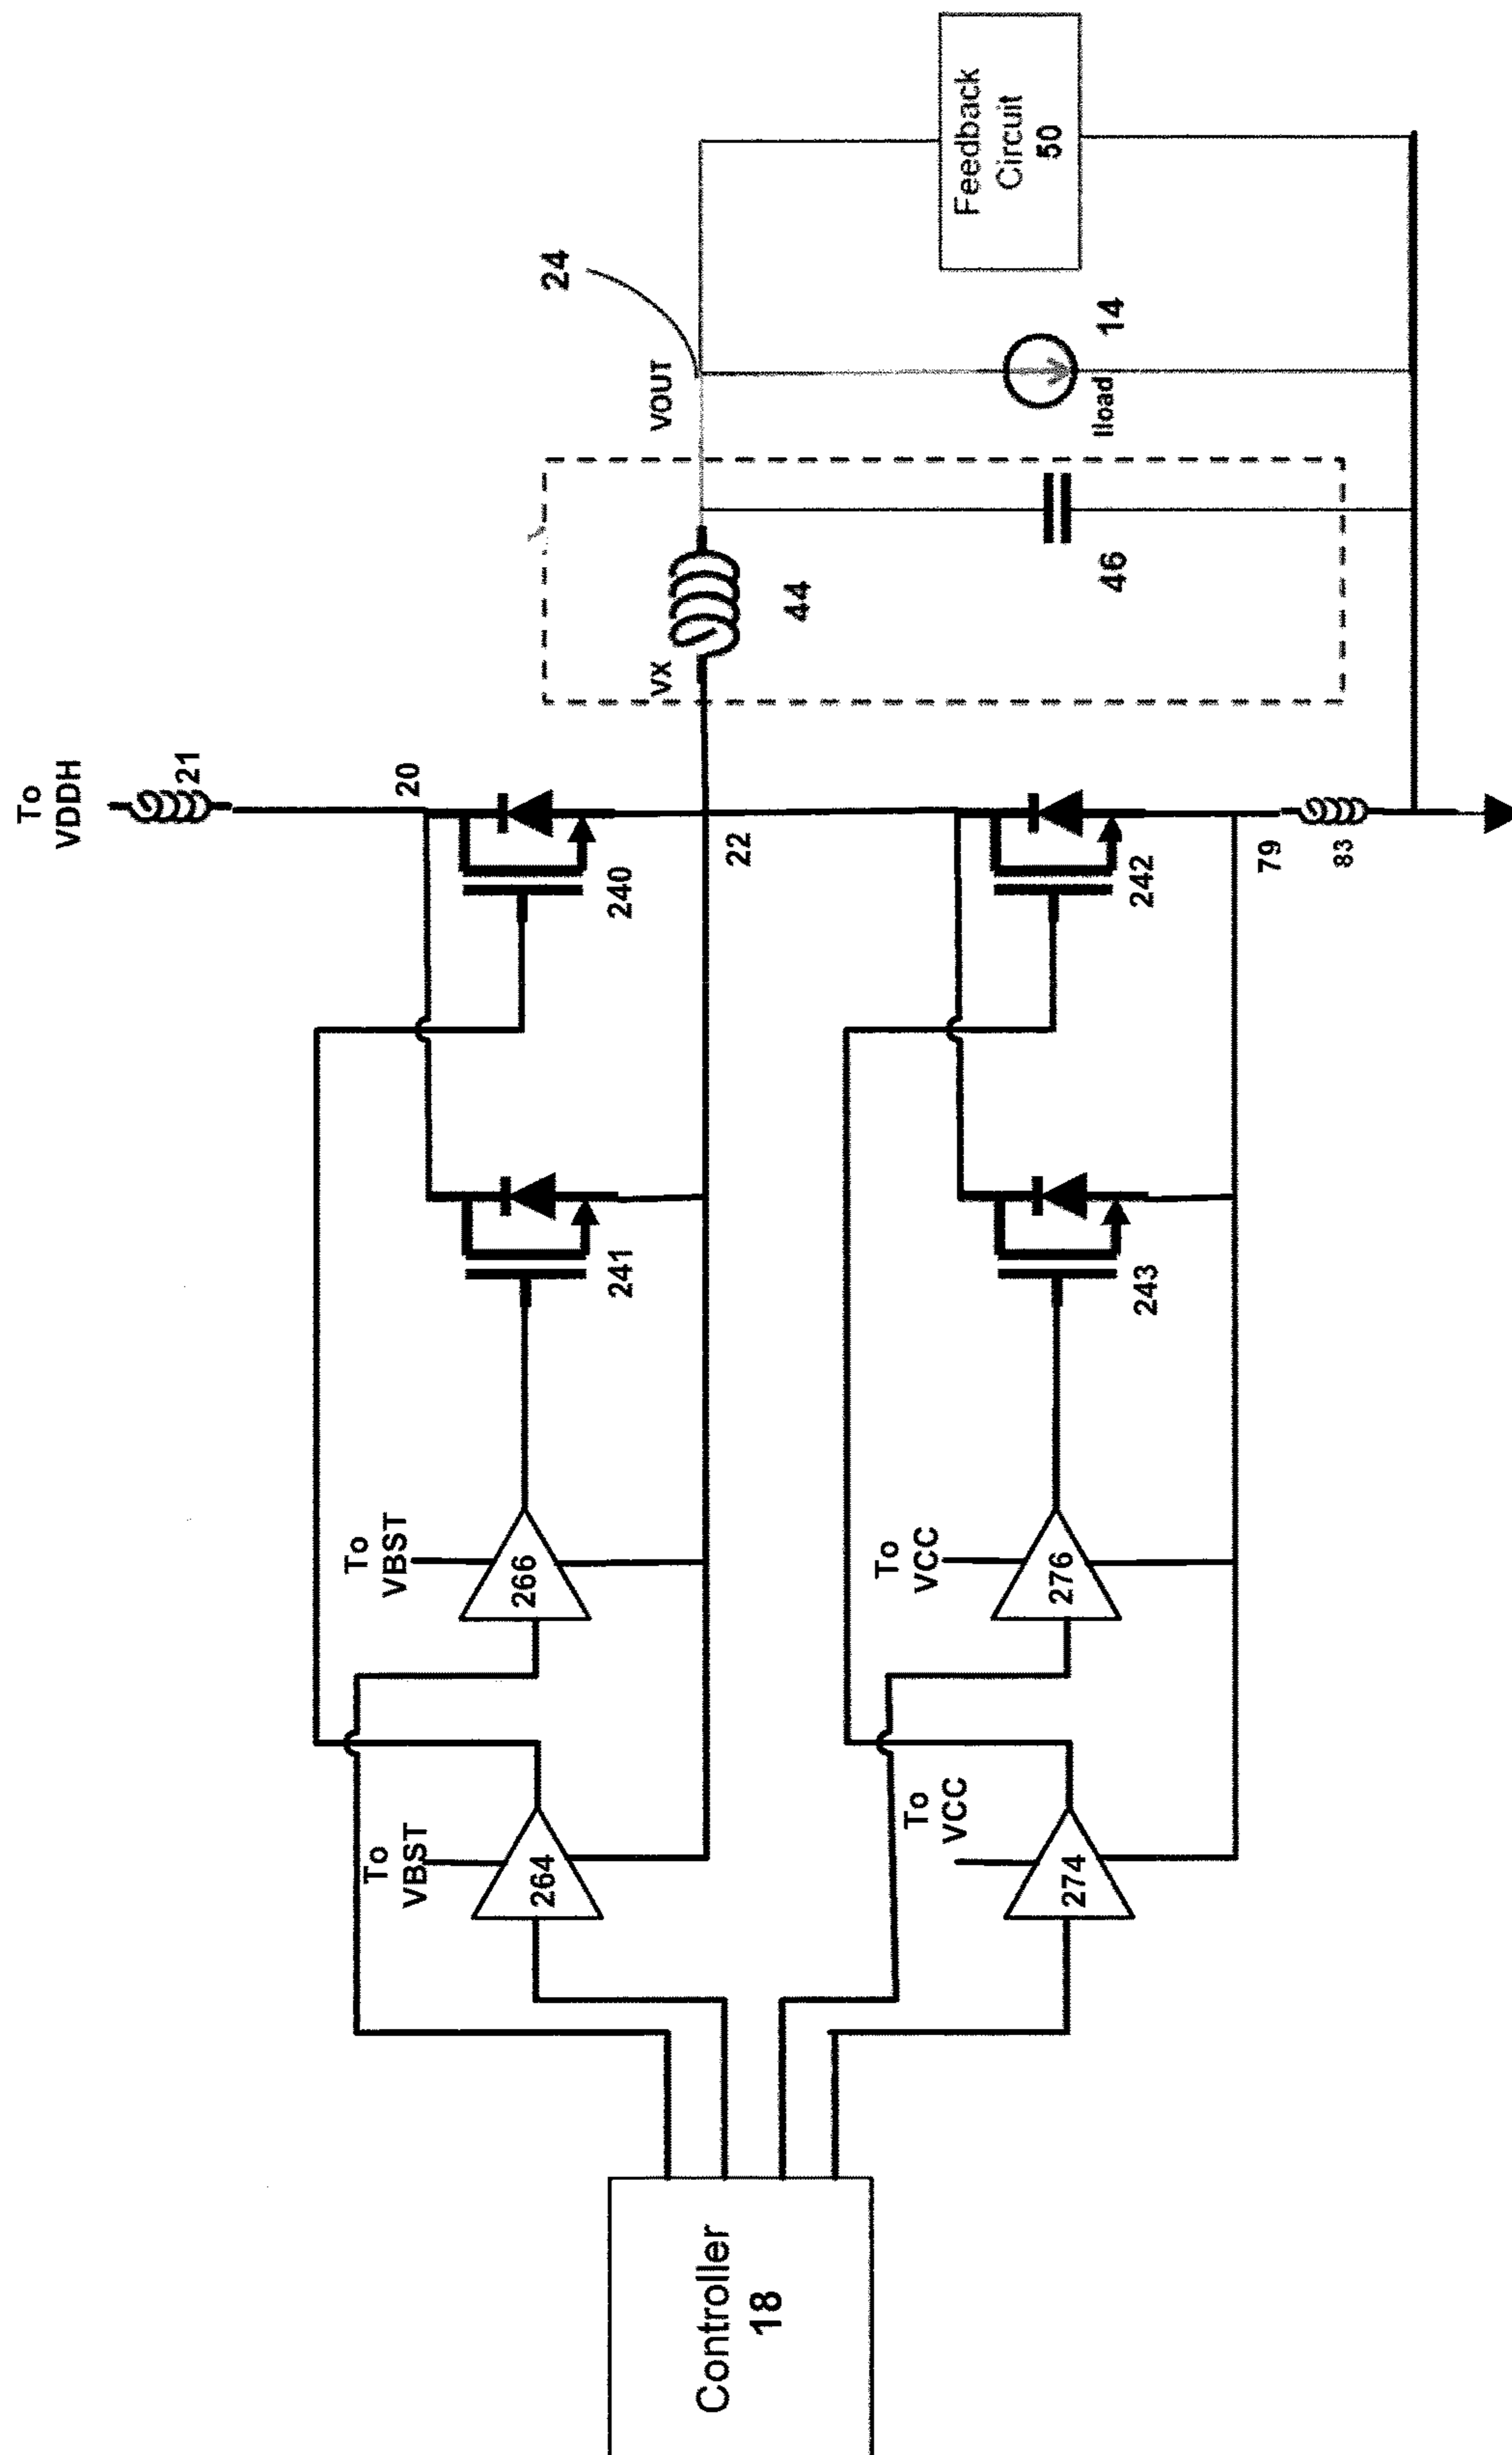 To
VDDH
21
20
240
22
241
To
VBST
266
To
VBST
264
242
79
83
243
To
VCC
276
To
VCC
274
Controller
18
VX
44
46
VOUT
24
Iload
14
Feedback
Circuit
50